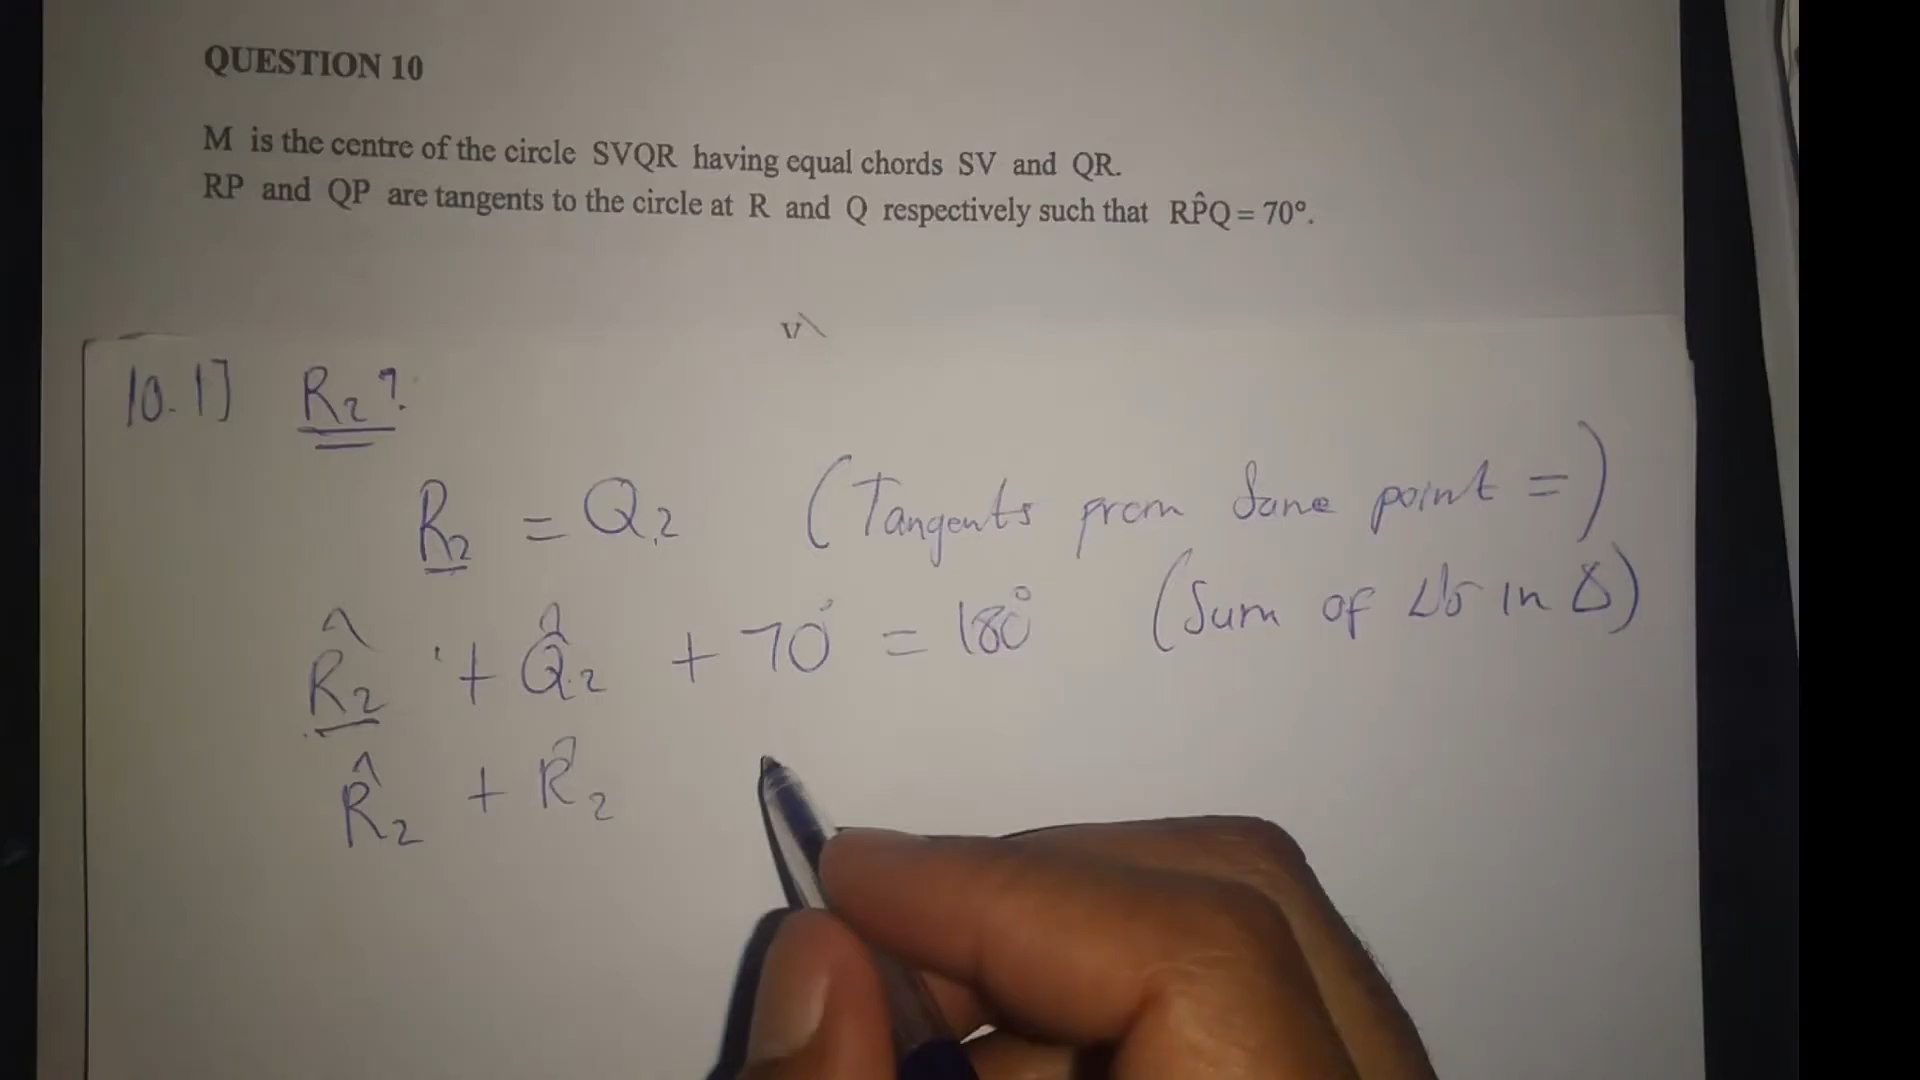 QUESTION 10
M is the centre of the circle SVQR having equal chords SV and QR.
RP and QP are tangents to the circle at R and Q respectively such that RP̂Q = 70°.
V
10.1] R₂?
R₂ = Q₂ (Tangents from same point =)
R̂₂ + Q̂₂ + 70° = 180° (Sum of ∠'s in Δ)
R̂₂ + R̂₂